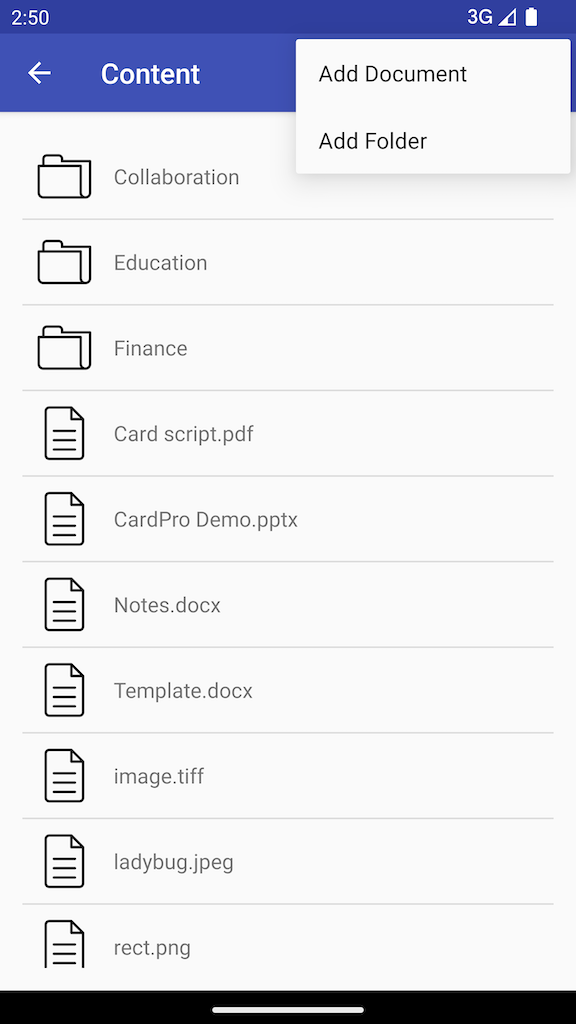 2:50
3G
Content
Add Document
Add Folder
Collaboration
Education
Finance
Card script.pdf
CardPro Demo.pptx
Notes.docx
Template.docx
image.tiff
ladybug.jpeg
rect.png